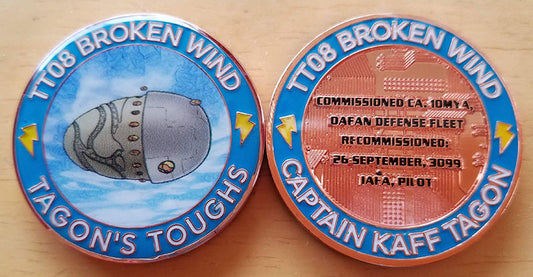 TT08 BROKEN WIND
TAGON'S TOUGHS
TT08 BROKEN WIND
COMMISSIONED CA. 10MYA,
OAFAN DEFENSE FLEET
RECOMMISSIONED:
26 SEPTEMBER, 3099
IAFA, PILOT
CAPTAIN KAFF TAGON